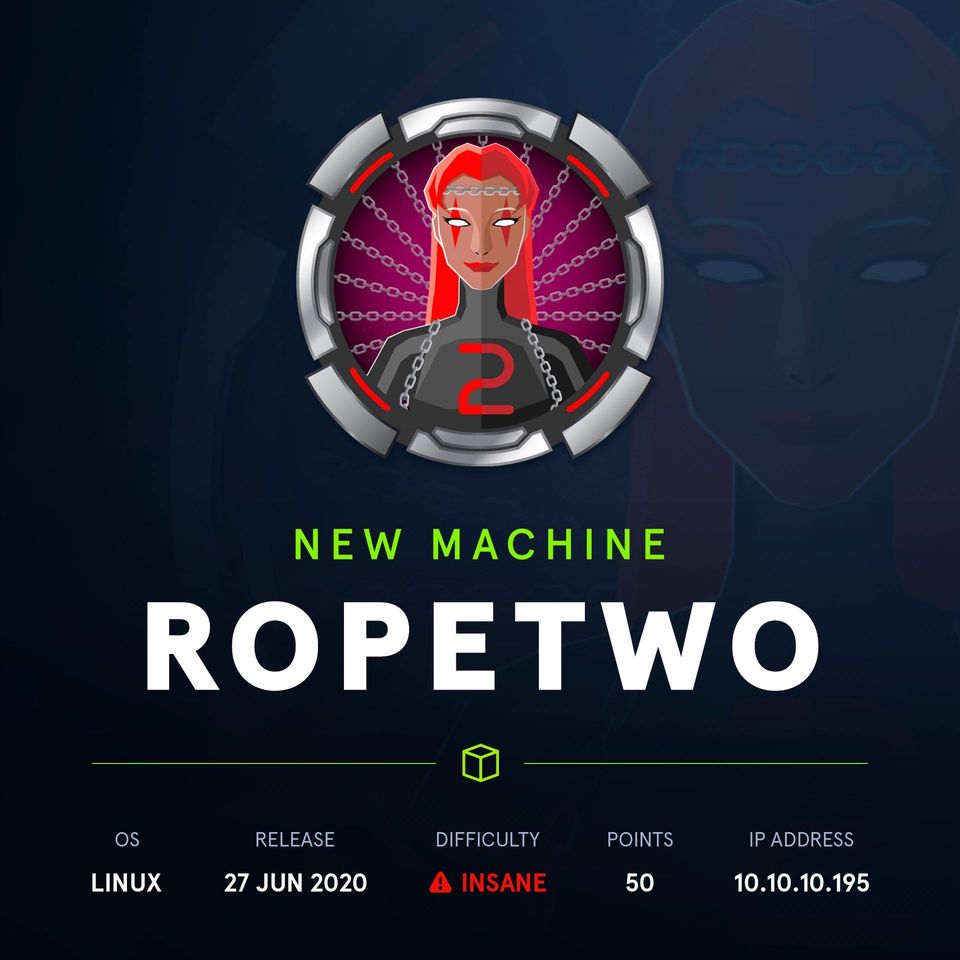 2
NEW MACHINE
ROPETWO
OS RELEASE DIFFICULTY POINTS IP ADDRESS
LINUX 27 JUN 2020 INSANE 50 10.10.10.195